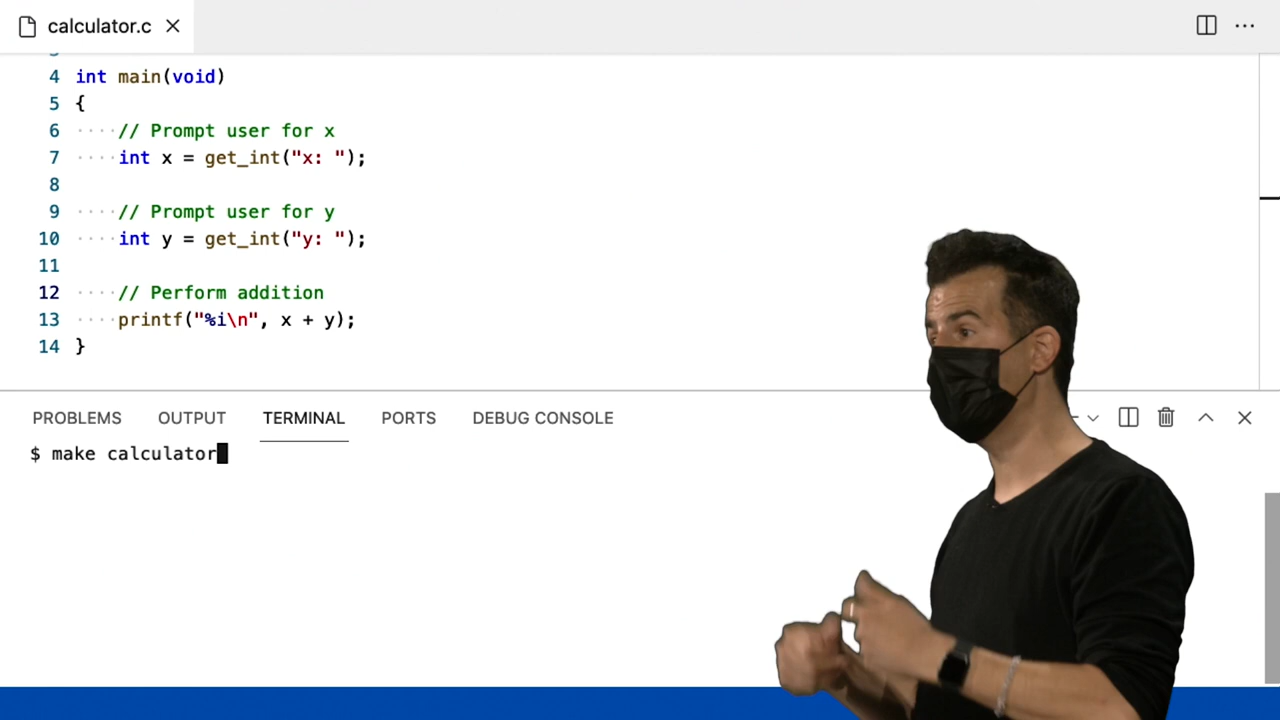 calculator.c
4 int main(void)
5 {
6 ····// Prompt user for x
7 ····int x = get_int("x: ");
8
9 ····// Prompt user for y
10 ····int y = get_int("y: ");
11
12 ····// Perform addition
13 ····printf("%i\n", x + y);
14 }
PROBLEMS OUTPUT TERMINAL PORTS DEBUG CONSOLE
$ make calculator